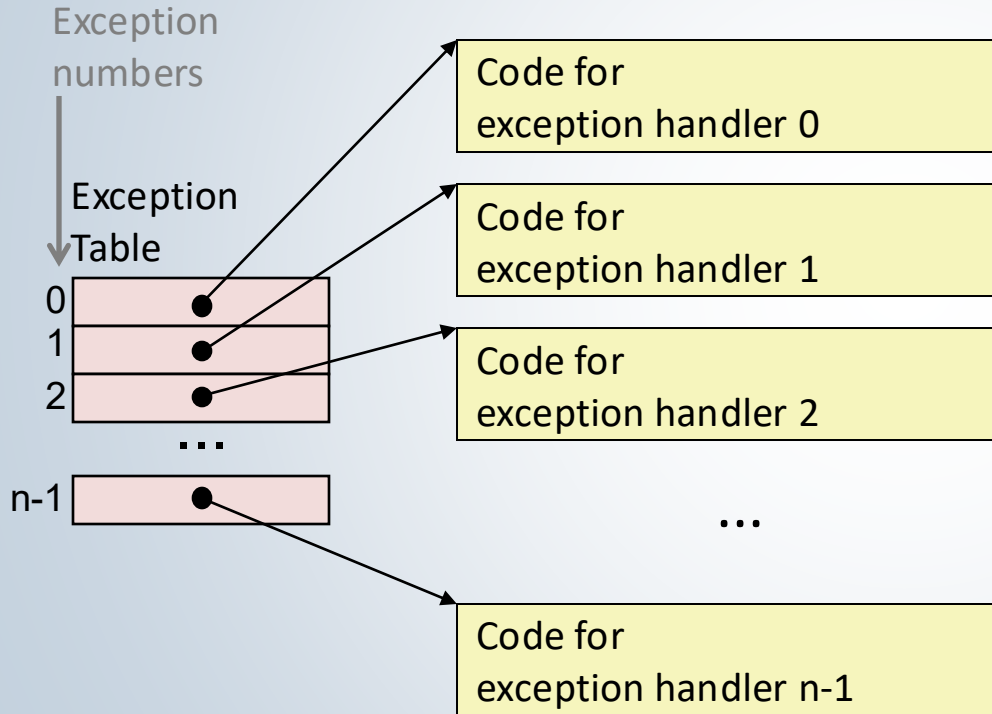 Exception
numbers
Exception
Table
0
1
2
...
n-1
Code for
exception handler 0
Code for
exception handler 1
Code for
exception handler 2
...
Code for
exception handler n-1